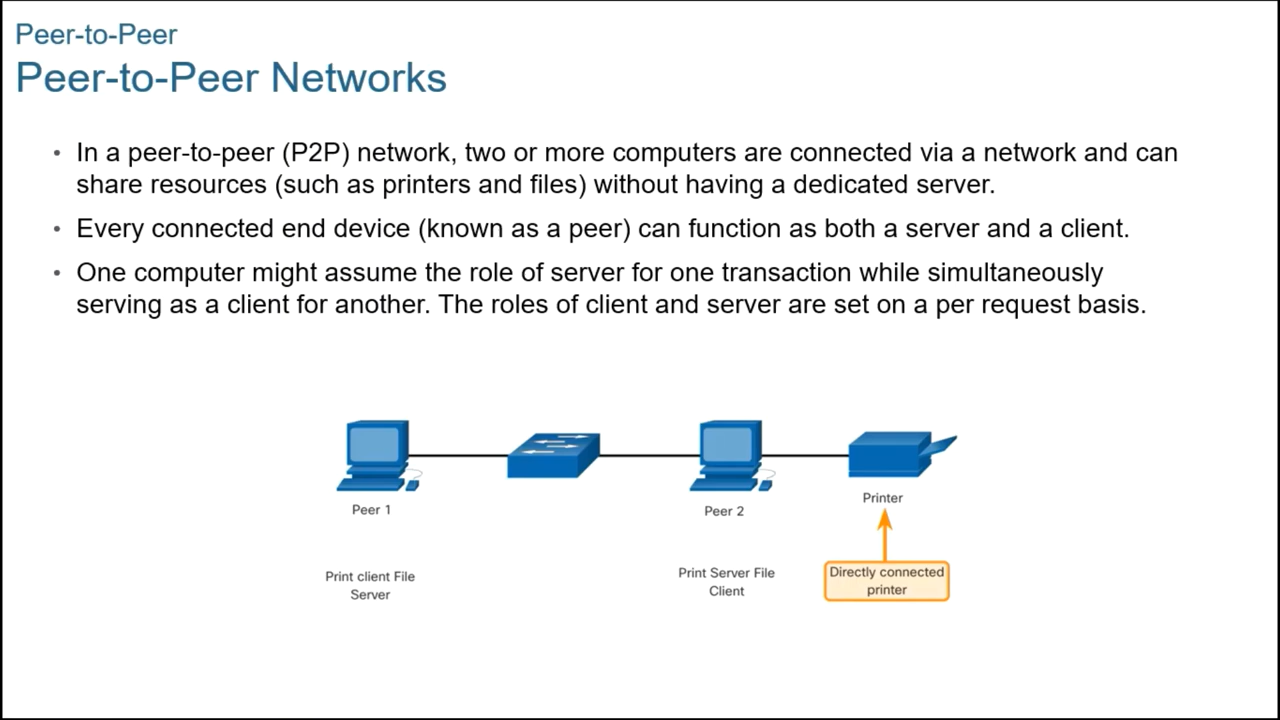 Peer-to-Peer
Peer-to-Peer Networks
• In a peer-to-peer (P2P) network, two or more computers are connected via a network and can
share resources (such as printers and files) without having a dedicated server.
• Every connected end device (known as a peer) can function as both a server and a client.
• One computer might assume the role of server for one transaction while simultaneously
serving as a client for another. The roles of client and server are set on a per request basis.
Peer 1
Peer 2
Printer
Print client File
Server
Print Server File
Client
Directly connected
printer